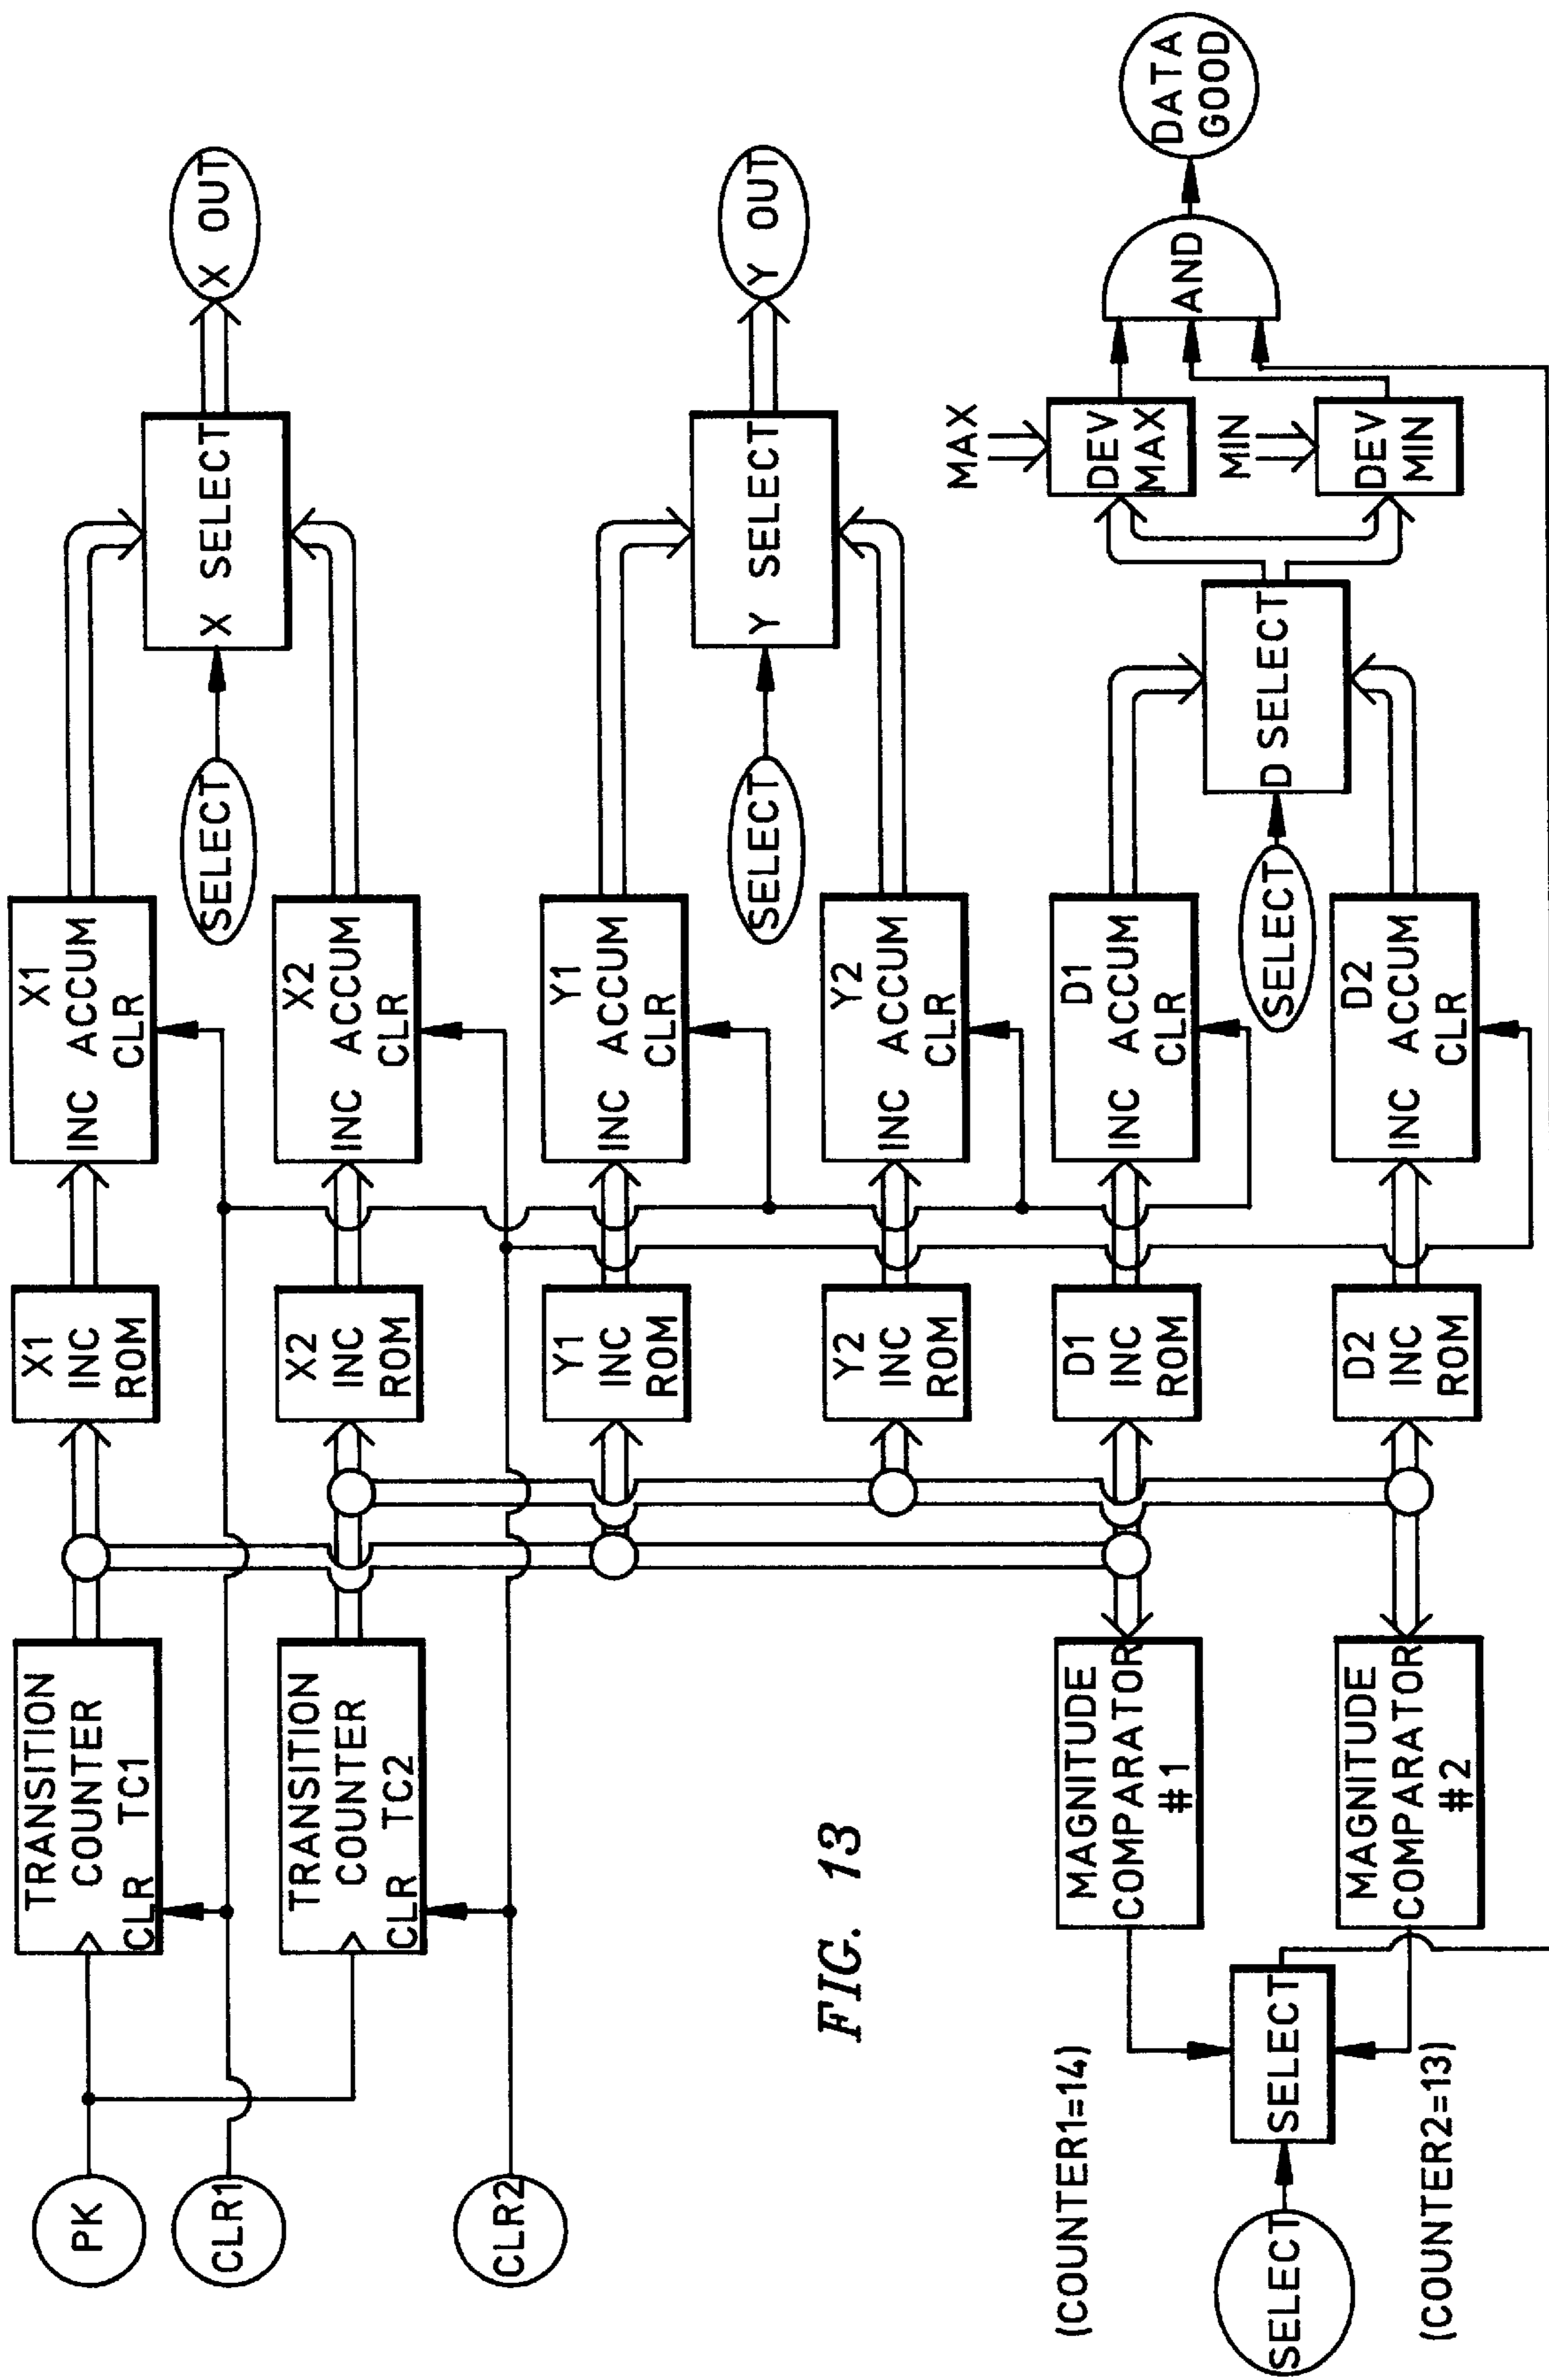 PK
CLR1
CLR2
TRANSITION
COUNTER
TC1
CLR
TRANSITION
COUNTER
TC2
CLR
X1
INC
ROM
X2
INC
ROM
Y1
INC
ROM
Y2
INC
ROM
D1
INC
ROM
D2
INC
ROM
X1
INC ACCUM
CLR
X2
INC ACCUM
CLR
Y1
INC ACCUM
CLR
Y2
INC ACCUM
CLR
D1
INC ACCUM
CLR
D2
INC ACCUM
CLR
SELECT
X SELECT
X OUT
SELECT
Y SELECT
Y OUT
SELECT
D SELECT
MAX
DEV
MAX
MIN
DEV
MIN
AND
DATA
GOOD
FIG. 13
(COUNTER1=14)
MAGNITUDE
COMPARATOR
#1
SELECT
SELECT
MAGNITUDE
COMPARATOR
#2
(COUNTER2=13)